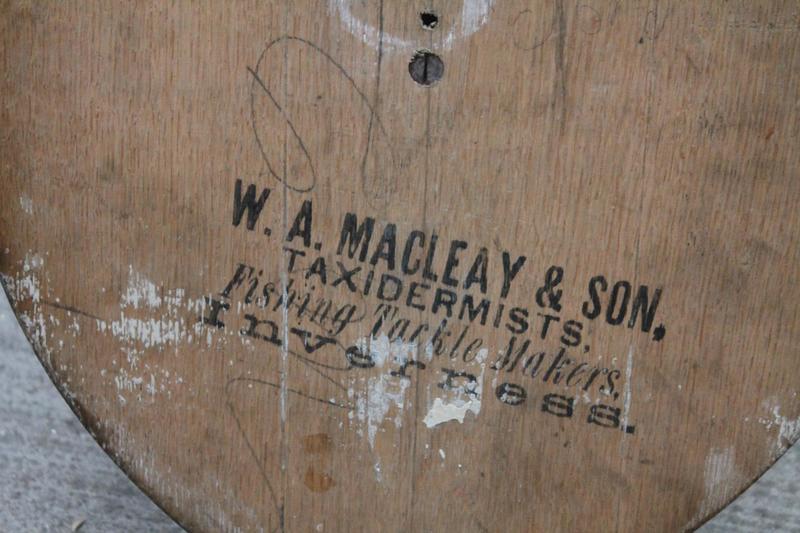 W. A. MACLEAY & SON,
TAXIDERMISTS,
Fishing Tackle Makers,
Inverness.